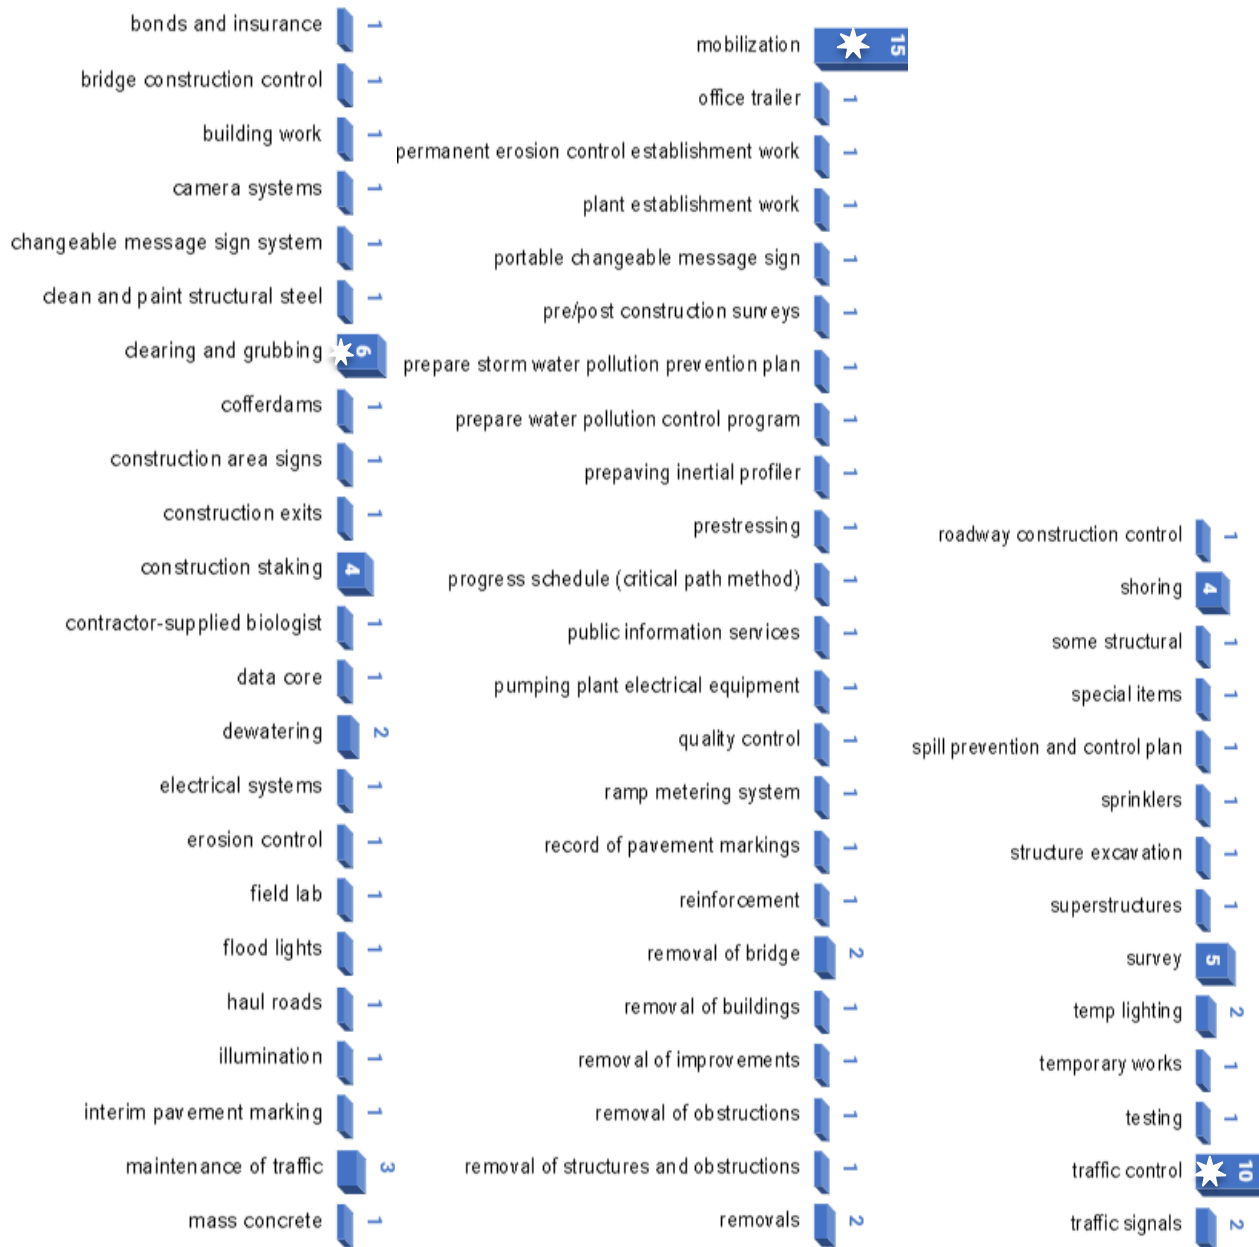 bonds and insurance 1
bridge construction control 1
building work 1
camera systems 1
changeable message sign system 1
clean and paint structural steel 1
clearing and grubbing 6
cofferdams 1
construction area signs 1
construction exits 1
construction staking 4
contractor-supplied biologist 1
data core 1
dewatering 2
electrical systems 1
erosion control 1
field lab 1
flood lights 1
haul roads 1
illumination 1
interim pavement marking 1
maintenance of traffic 3
mass concrete 1
mobilization 15
office trailer 1
permanent erosion control establishment work 1
plant establishment work 1
portable changeable message sign 1
pre/post construction surveys 1
prepare storm water pollution prevention plan 1
prepare water pollution control program 1
prepaving inertial profiler 1
prestressing 1
progress schedule (critical path method) 1
public information services 1
pumping plant electrical equipment 1
quality control 1
ramp metering system 1
record of pavement markings 1
reinforcement 1
removal of bridge 2
removal of buildings 1
removal of improvements 1
removal of obstructions 1
removal of structures and obstructions 1
removals 2
roadway construction control 1
shoring 4
some structural 1
special items 1
spill prevention and control plan 1
sprinklers 1
structure excavation 1
superstructures 1
survey 5
temp lighting 2
temporary works 1
testing 1
traffic control 10
traffic signals 2